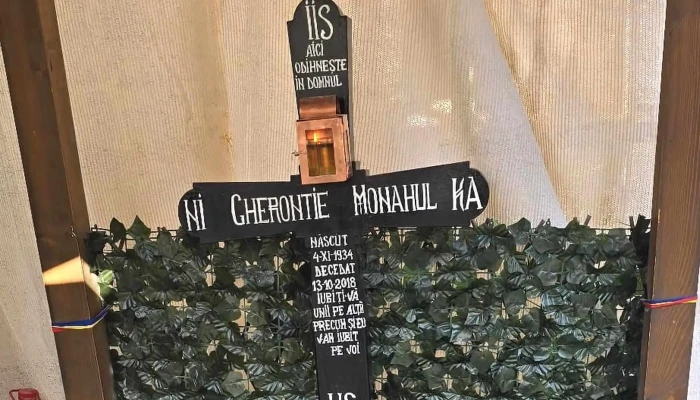 IIS
AICI
ODIHNEȘTE
ÎN DOMNUL
NI GHERONTIE MONAHUL KA
NĂSCUT
4-XI-1934
DECEDAT
13-10-2018
IUBIȚI-VĂ
UNII PE ALȚII
PRECUM ȘI EU
V-AM IUBIT
PE VOI